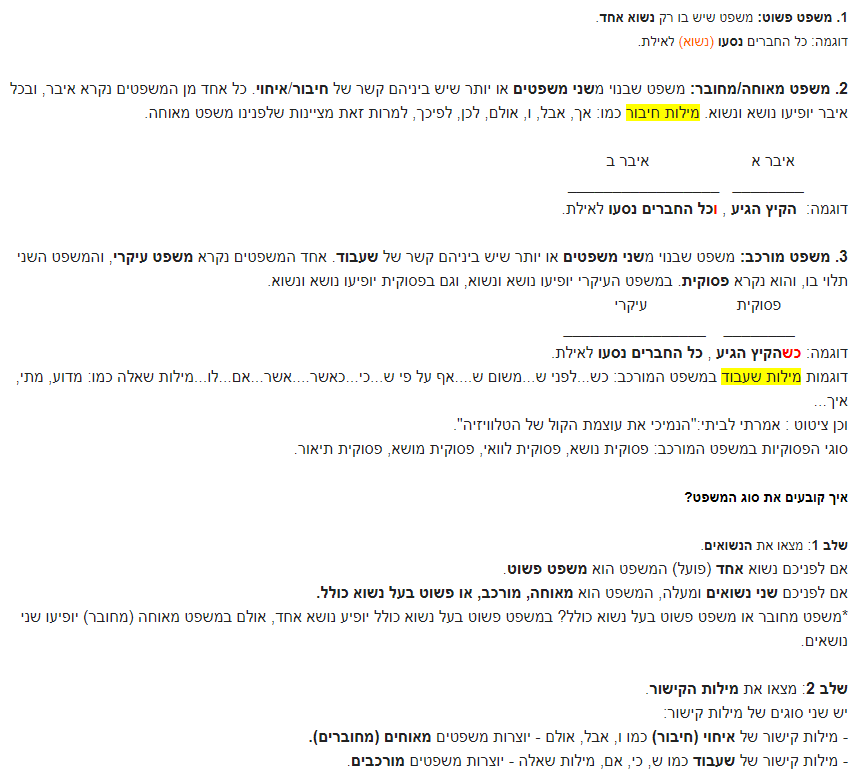 1. משפט פשוט: משפט שיש בו רק נשוא אחד.
דוגמה: כל החברים נסעו (נשוא) לאילת.
2. משפט מאוחה/מחובר: משפט שבנוי משני משפטים או יותר שיש ביניהם קשר של חיבור/איחוי. כל אחד מן המשפטים נקרא איבר, ובכל
איבר יופיעו נושא ונשוא. מילות חיבור כמו: אך, אבל, ו, אולם, לכן, לפיכך, למרות זאת מציינות שלפנינו משפט מאוחה.
איבר א איבר ב
_________ ___________________
דוגמה: הקיץ הגיע , וכל החברים נסעו לאילת.
3. משפט מורכב: משפט שבנוי משני משפטים או יותר שיש ביניהם קשר של שעבוד. אחד המשפטים נקרא משפט עיקרי, והמשפט השני
תלוי בו, והוא נקרא פסוקית. במשפט העיקרי יופיעו נושא ונשוא, וגם בפסוקית יופיעו נושא ונשוא.
פסוקית עיקרי
_________ __________________
דוגמה: כשהקיץ הגיע , כל החברים נסעו לאילת.
דוגמות מילות שעבוד במשפט המורכב: כש...לפני ש...משום ש....אף על פי ש...כי...כאשר....אשר...אם...לו...מילות שאלה כמו: מדוע, מתי,
איך...
וכן ציטוט : אמרתי לביתי:"הנמיכי את עוצמת הקול של הטלוויזיה".
סוגי הפסוקיות במשפט המורכב: פסוקית נושא, פסוקית לוואי, פסוקית מושא, פסוקית תיאור.
איך קובעים את סוג המשפט?
שלב 1: מצאו את הנשואים.
אם לפניכם נשוא אחד (פועל) המשפט הוא משפט פשוט.
אם לפניכם שני נשואים ומעלה, המשפט הוא מאוחה, מורכב, או פשוט בעל נשוא כולל.
*משפט מחובר או משפט פשוט בעל נשוא כולל? במשפט פשוט בעל נשוא כולל יופיע נושא אחד, אולם במשפט מאוחה (מחובר) יופיעו שני
נושאים.
שלב 2: מצאו את מילות הקישור.
יש שני סוגים של מילות קישור:
- מילות קישור של איחוי (חיבור) כמו ו, אבל, אולם - יוצרות משפטים מאוחים (מחוברים).
- מילות קישור של שעבוד כמו ש, כי, אם, מילות שאלה - יוצרות משפטים מורכבים.